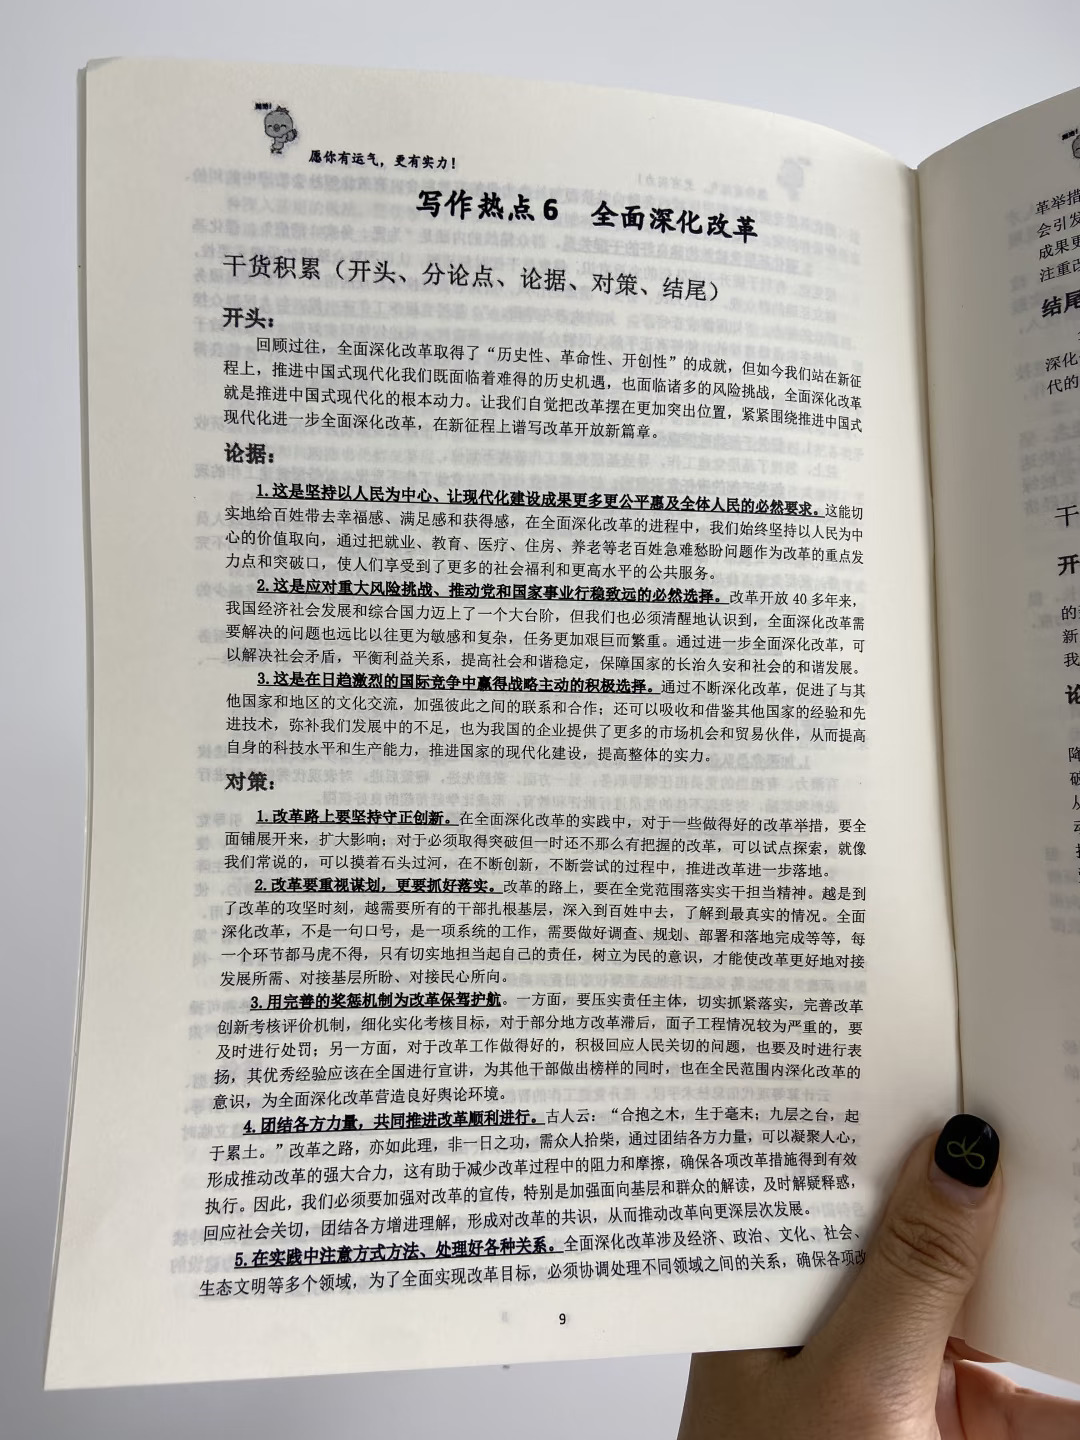 愿你有运气，更有实力！
写作热点 6　全面深化改革
干货积累（开头、分论点、论据、对策、结尾）
开头：
回顾过往，全面深化改革取得了“历史性、革命性、开创性”的成就，但如今我们站在新征
程上，推进中国式现代化我们既面临着难得的历史机遇，也面临诸多的风险挑战，全面深化改革
就是推进中国式现代化的根本动力。让我们自觉把改革摆在更加突出位置，紧紧围绕推进中国式
现代化进一步全面深化改革，在新征程上谱写改革开放新篇章。
论据：
1.这是坚持以人民为中心、让现代化建设成果更多更公平惠及全体人民的必然要求。这能切
实地给百姓带去幸福感、满足感和获得感，在全面深化改革的进程中，我们始终坚持以人民为中
心的价值取向，通过把就业、教育、医疗、住房、养老等老百姓急难愁盼问题作为改革的重点发
力点和突破口，使人们享受到了更多的社会福利和更高水平的公共服务。
2.这是应对重大风险挑战、推动党和国家事业行稳致远的必然选择。改革开放 40 多年来，
我国经济社会发展和综合国力迈上了一个大台阶，但我们也必须清醒地认识到，全面深化改革需
要解决的问题也远比以往更为敏感和复杂，任务更加艰巨而繁重。通过进一步全面深化改革，可
以解决社会矛盾，平衡利益关系，提高社会和谐稳定，保障国家的长治久安和社会的和谐发展。
3.这是在日趋激烈的国际竞争中赢得战略主动的积极选择。通过不断深化改革，促进了与其
他国家和地区的文化交流，加强彼此之间的联系和合作；还可以吸收和借鉴其他国家的经验和先
进技术，弥补我们发展中的不足，也为我国的企业提供了更多的市场机会和贸易伙伴，从而提高
自身的科技水平和生产能力，推进国家的现代化建设，提高整体的实力。
对策：
1.改革路上要坚持守正创新。在全面深化改革的实践中，对于一些做得好的改革举措，要全
面铺展开来，扩大影响；对于必须取得突破但一时还不那么有把握的改革，可以试点探索，就像
我们常说的，可以摸着石头过河，在不断创新，不断尝试的过程中，推进改革进一步落地。
2.改革要重视谋划，更要抓好落实。改革的路上，要在全党范围落实实干担当精神。越是到
了改革的攻坚时刻，越需要所有的干部扎根基层，深入到百姓中去，了解到最真实的情况。全面
深化改革，不是一句口号，是一项系统的工作，需要做好调查、规划、部署和落地完成等等，每
一个环节都马虎不得，只有切实地担当起自己的责任，树立为民的意识，才能使改革更好地对接
发展所需、对接基层所盼、对接民心所向。
3.用完善的奖惩机制为改革保驾护航。一方面，要压实责任主体，切实抓紧落实，完善改革
创新考核评价机制，细化实化考核目标，对于部分地方改革滞后，面子工程情况较为严重的，要
及时进行处罚；另一方面，对于改革工作做得好的，积极回应人民关切的问题，也要及时进行表
扬，其优秀经验应该在全国进行宣讲，为其他干部做出榜样的同时，也在全民范围内深化改革的
意识，为全面深化改革营造良好舆论环境。
4.团结各方力量，共同推进改革顺利进行。古人云：“合抱之木，生于毫末，九层之台，起
于累土。”改革之路，亦如此理，非一日之功，需众人拾柴，通过团结各方力量，可以凝聚人心，
形成推动改革的强大合力，这有助于减少改革过程中的阻力和摩擦，确保各项改革措施得到有效
执行。因此，我们必须要加强对改革的宣传，特别是加强面向基层和群众的解读，及时解疑释惑，
回应社会关切，团结各方增进理解，形成对改革的共识，从而推动改革向更深层次发展。
5.在实践中注意方式方法、处理好各种关系。全面深化改革涉及经济、政治、文化、社会、
生态文明等多个领域，为了全面实现改革目标，必须协调处理不同领域之间的关系，确保各项改
9
革举措
会引发
成果更
注重改
结尾
深化
代的
干
开
的
新
我
论
降